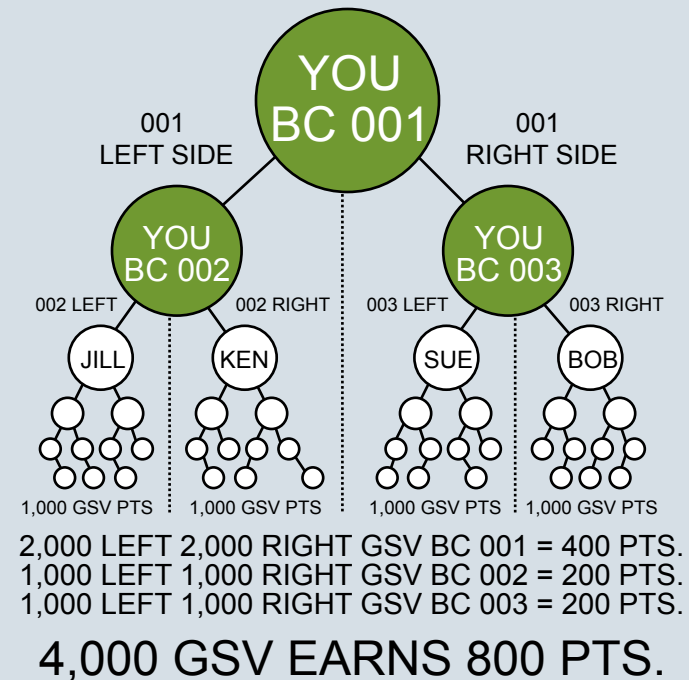 YOU
BC 001
001
LEFT SIDE
001
RIGHT SIDE
YOU
BC 002
YOU
BC 003
002 LEFT
002 RIGHT
003 LEFT
003 RIGHT
JILL
KEN
SUE
BOB
1,000 GSV PTS
1,000 GSV PTS
1,000 GSV PTS
1,000 GSV PTS
2,000 LEFT 2,000 RIGHT GSV BC 001 = 400 PTS.
1,000 LEFT 1,000 RIGHT GSV BC 002 = 200 PTS.
1,000 LEFT 1,000 RIGHT GSV BC 003 = 200 PTS.
4,000 GSV EARNS 800 PTS.